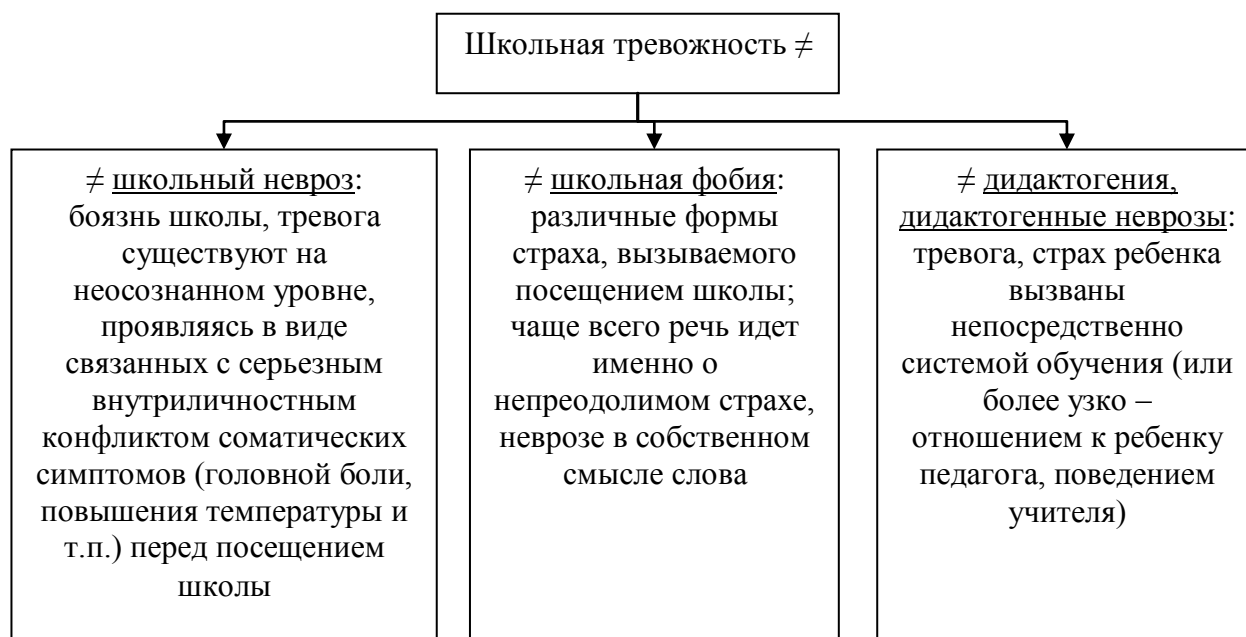 Школьная тревожность ≠
≠ школьный невроз:
боязнь школы, тревога
существуют на
неосознанном уровне,
проявляясь в виде
связанных с серьезным
внутриличностным
конфликтом соматических
симптомов (головной боли,
повышения температуры и
т.п.) перед посещением
школы
≠ школьная фобия:
различные формы
страха, вызываемого
посещением школы;
чаще всего речь идет
именно о
непреодолимом страхе,
неврозе в собственном
смысле слова
≠ дидактогения,
дидактогенные неврозы:
тревога, страх ребенка
вызваны
непосредственно
системой обучения (или
более узко –
отношением к ребенку
педагога, поведением
учителя)